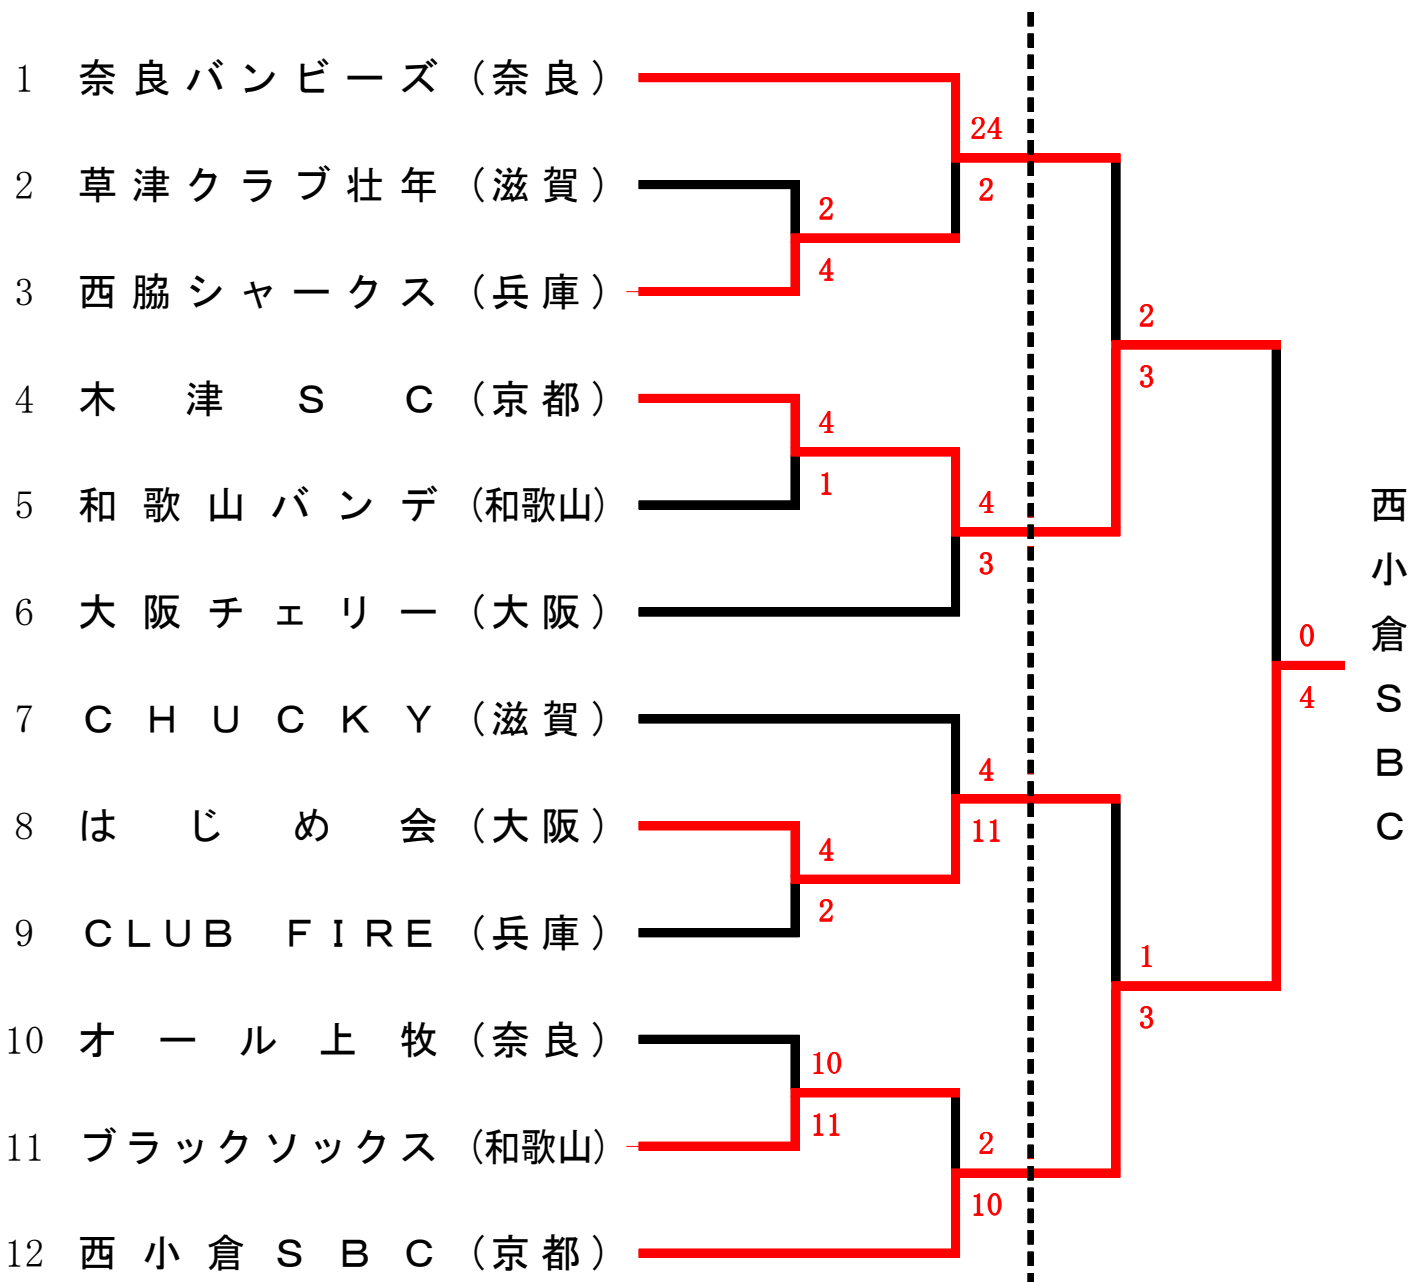 1 奈良バンビーズ（奈良）
24
2 草津クラブ壮年（滋賀）
2
2
4
3 西脇シャークス（兵庫）
2
3
4 木津ＳＣ（京都）
4
1
5 和歌山バンデ（和歌山）
4
3
6 大阪チェリー（大阪）
0
4
西小倉ＳＢＣ
7 ＣＨＵＣＫＹ（滋賀）
4
11
8 はじめ会（大阪）
4
2
9 ＣＬＵＢ ＦＩＲＥ（兵庫）
1
3
10 オール上牧（奈良）
10
11
11 ブラックソックス（和歌山）
2
10
12 西小倉ＳＢＣ（京都）